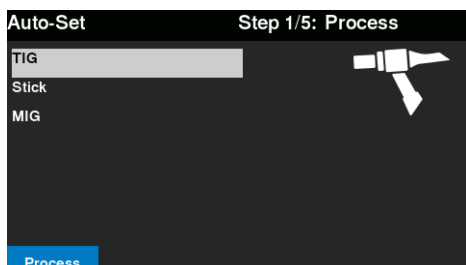 Auto-Set Step 1/5: Process
TIG
Stick
MIG
Process